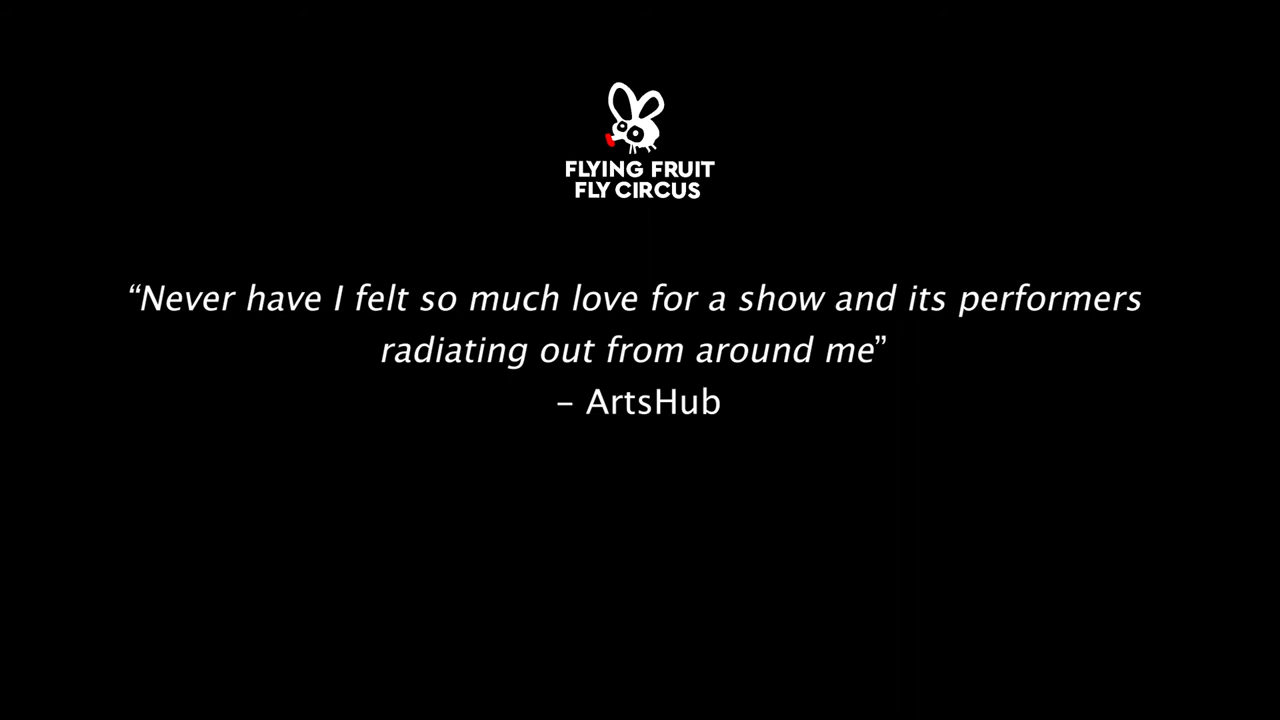 FLYING FRUIT
FLY CIRCUS
“Never have I felt so much love for a show and its performers
radiating out from around me”
– ArtsHub